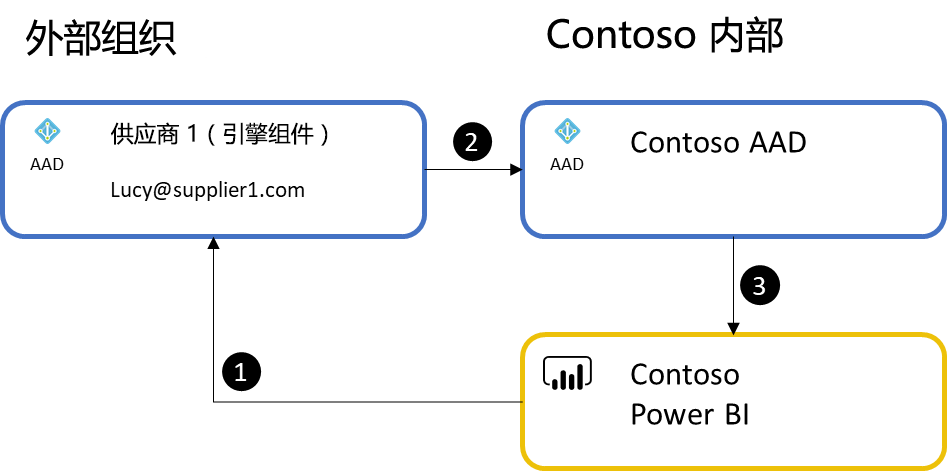 外部组织
Contoso 内部
AAD
供应商 1（引擎组件）
Lucy@supplier1.com
2
AAD
Contoso AAD
3
1
Contoso
Power BI